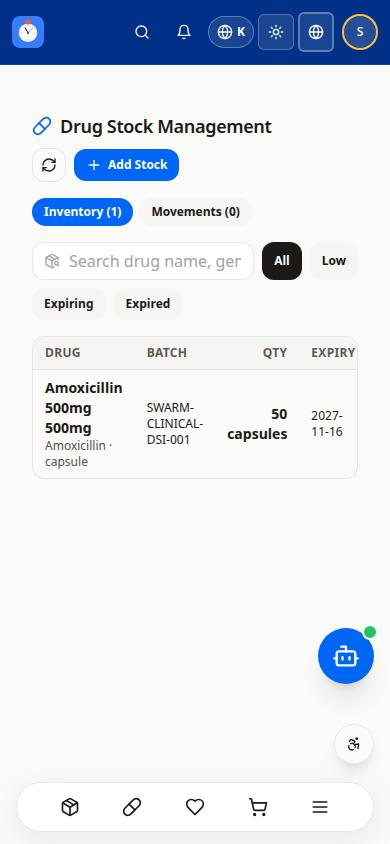 K
S
Drug Stock Management
Add Stock
Inventory (1)
Movements (0)
Search drug name, ger
All
Low
Expiring
Expired
DRUG
BATCH
QTY
EXPIRY
Amoxicillin
500mg
500mg
Amoxicillin ·
capsule
SWARM-
CLINICAL-
DSI-001
50
capsules
2027-
11-16